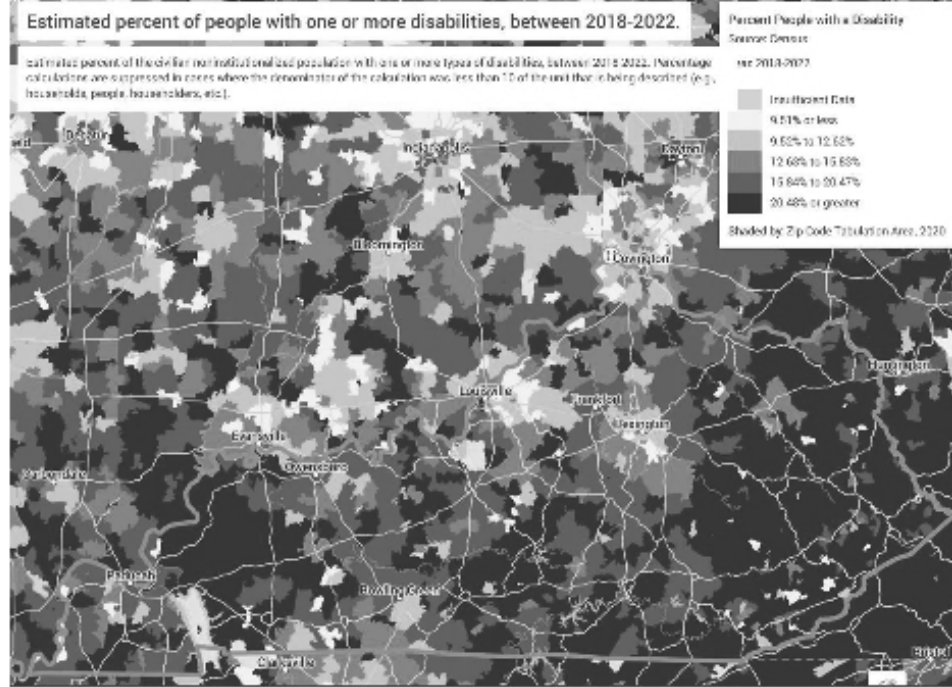 Estimated percent of people with one or more disabilities, between 2018-2022.
Estimated percent of the civilian noninstitutionalized population with one or more types of disabilities, between 2018-2022. Percentage
calculations are suppressed in cases where the denominator of the calculation was less than 10 of the unit that is being described (e.g.,
households, people, householders, etc.).
Percent People with a Disability
Source: Census
2018-2022
Insufficient Data
9.51% or less
9.52% to 12.62%
12.63% to 15.83%
15.84% to 20.47%
20.48% or greater
Shaded by: Zip Code Tabulation Area, 2020
Decatur
Indianapolis
Dayton
Bloomington
Covington
Huntington
Louisville
Frankfort
Lexington
Evansville
Owensboro
Carbondale
Paducah
Bowling Green
Clarksville
Bristol